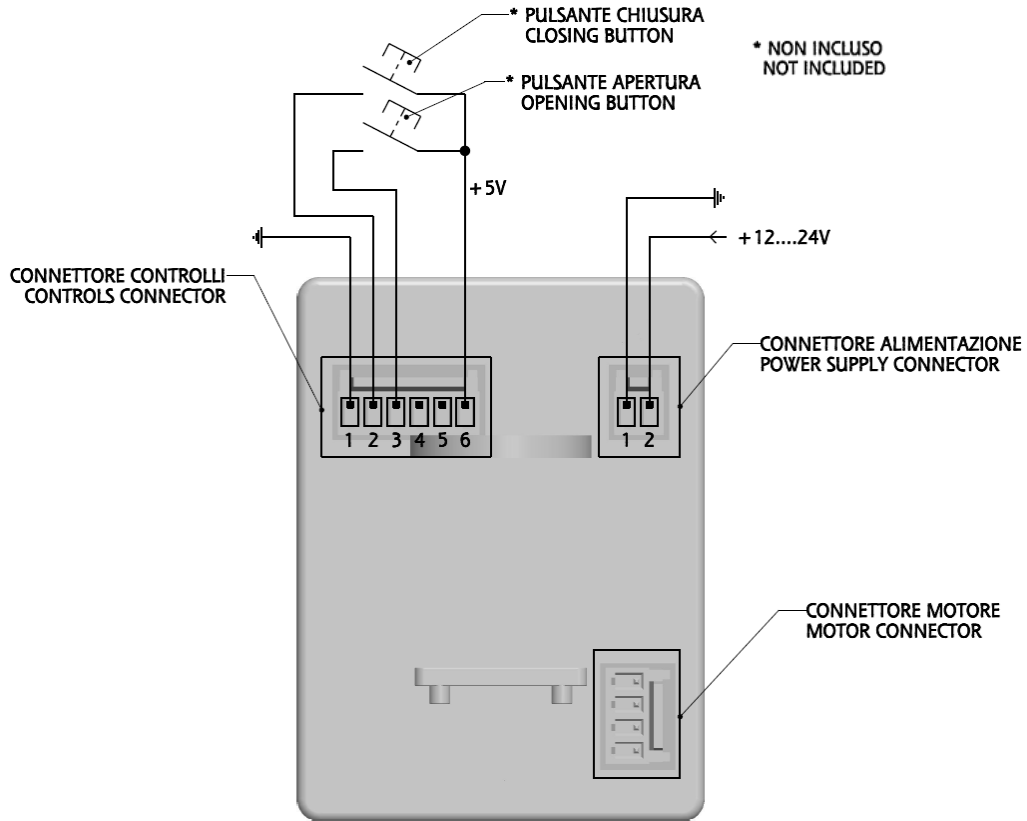 * PULSANTE CHIUSURA
CLOSING BUTTON
* NON INCLUSO
NOT INCLUDED
* PULSANTE APERTURA
OPENING BUTTON
+5V
+12....24V
CONNETTORE CONTROLLI
CONTROLS CONNECTOR
CONNETTORE ALIMENTAZIONE
POWER SUPPLY CONNECTOR
1 2 3 4 5 6
1 2
CONNETTORE MOTORE
MOTOR CONNECTOR